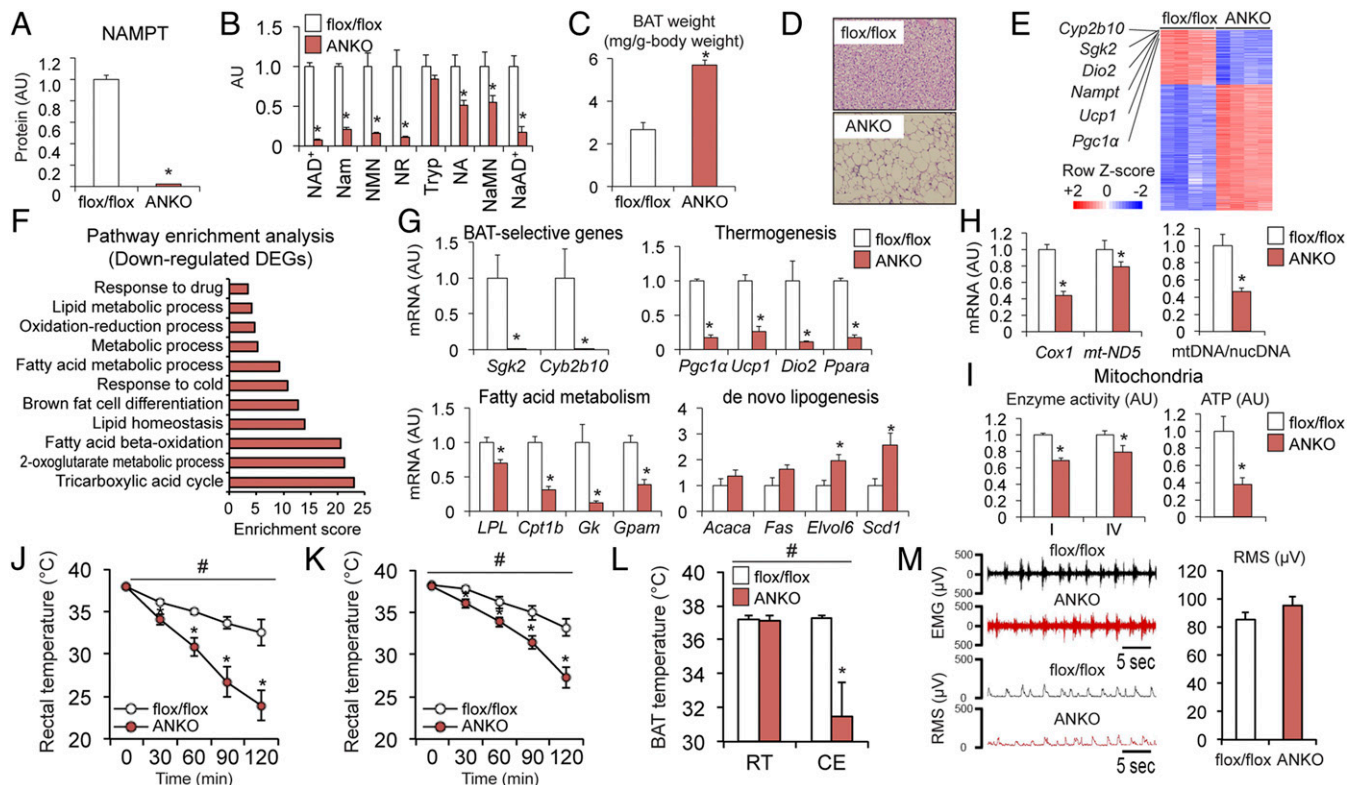 A
NAMPT
Protein (AU)
1.2
1.0
0.8
0.6
0.4
0.2
0
*
flox/flox
ANKO
B
flox/flox
ANKO
AU
1.5
1.0
0.5
0
* * * * * * *
NAD+
Nam
NMN
NR
Tryp
NA
NaMN
NaAD+
C
BAT weight
(mg/g-body weight)
6
4
2
0
*
flox/flox
ANKO
D
flox/flox
ANKO
E
flox/flox ANKO
Cyp2b10
Sgk2
Dio2
Nampt
Ucp1
Pgc1α
Row Z-score
+2 0 -2
F
Pathway enrichment analysis
(Down-regulated DEGs)
Response to drug
Lipid metabolic process
Oxidation-reduction process
Metabolic process
Fatty acid metabolic process
Response to cold
Brown fat cell differentiation
Lipid homeostasis
Fatty acid beta-oxidation
2-oxoglutarate metabolic process
Tricarboxylic acid cycle
0 5 10 15 20 25
Enrichment score
G
BAT-selective genes
mRNA (AU)
1.5
1
0.5
0
* *
Sgk2 Cyb2b10
Thermogenesis
flox/flox
ANKO
1.5
1
0.5
0
* * * *
Pgc1α Ucp1 Dio2 Ppara
Fatty acid metabolism
mRNA (AU)
1.5
1
0.5
0
* * * *
LPL Cpt1b Gk Gpam
de novo lipogenesis
4
3
2
1
0
* *
Acaca Fas Elvol6 Scd1
H
flox/flox
ANKO
mRNA (AU)
1.2
1.0
0.8
0.6
0.4
0.2
0
* *
Cox1 mt-ND5
1.2
1.0
0.8
0.6
0.4
0.2
0
*
mtDNA/nucDNA
I
Mitochondria
Enzyme activity (AU)
1.2
1.0
0.8
0.6
0.4
0.2
0
* *
I IV
ATP (AU)
flox/flox
ANKO
1.2
1.0
0.8
0.6
0.4
0.2
0
*
J
#
Rectal temperature (°C)
40
35
30
25
20
* * * *
flox/flox
ANKO
0 30 60 90 120
Time (min)
K
#
Rectal temperature (°C)
40
35
30
25
20
* * * *
flox/flox
ANKO
0 30 60 90 120
Time (min)
L
#
flox/flox
ANKO
BAT temperature (°C)
39
36
33
30
*
RT CE
M
flox/flox
500
0
500
ANKO
500
0
500
EMG (µV)
5 sec
500
flox/flox
0
500
ANKO
0
RMS (µV)
5 sec
RMS (µV)
120
100
80
60
40
20
0
flox/flox ANKO